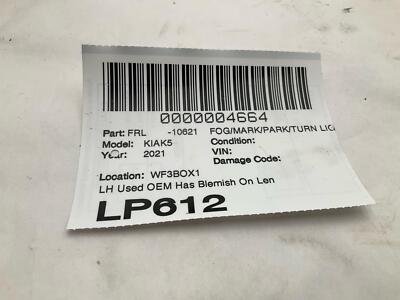 0000004664
Part: FRL -10621 FOG/MARK/PARK/TURN LIG
Model: KIAK5 Condition:
Year: 2021 VIN:
Damage Code:
Location: WF3BOX1
LH Used OEM Has Blemish On Len
LP612